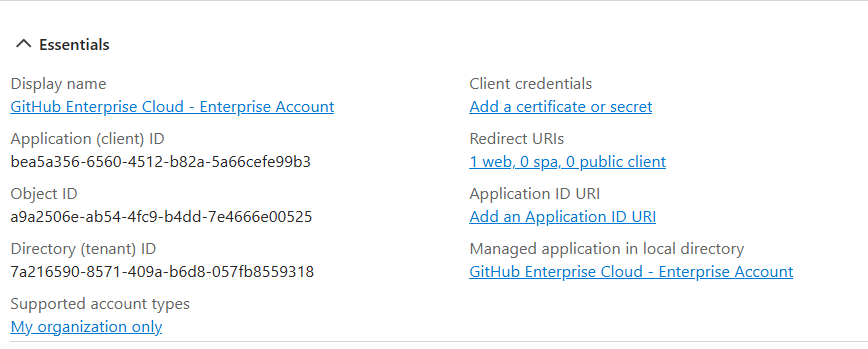 Essentials
Display name
GitHub Enterprise Cloud - Enterprise Account
Application (client) ID
bea5a356-6560-4512-b82a-5a66cefe99b3
Object ID
a9a2506e-ab54-4fc9-b4dd-7e4666e00525
Directory (tenant) ID
7a216590-8571-409a-b6d8-057fb8559318
Supported account types
My organization only
Client credentials
Add a certificate or secret
Redirect URIs
1 web, 0 spa, 0 public client
Application ID URI
Add an Application ID URI
Managed application in local directory
GitHub Enterprise Cloud - Enterprise Account